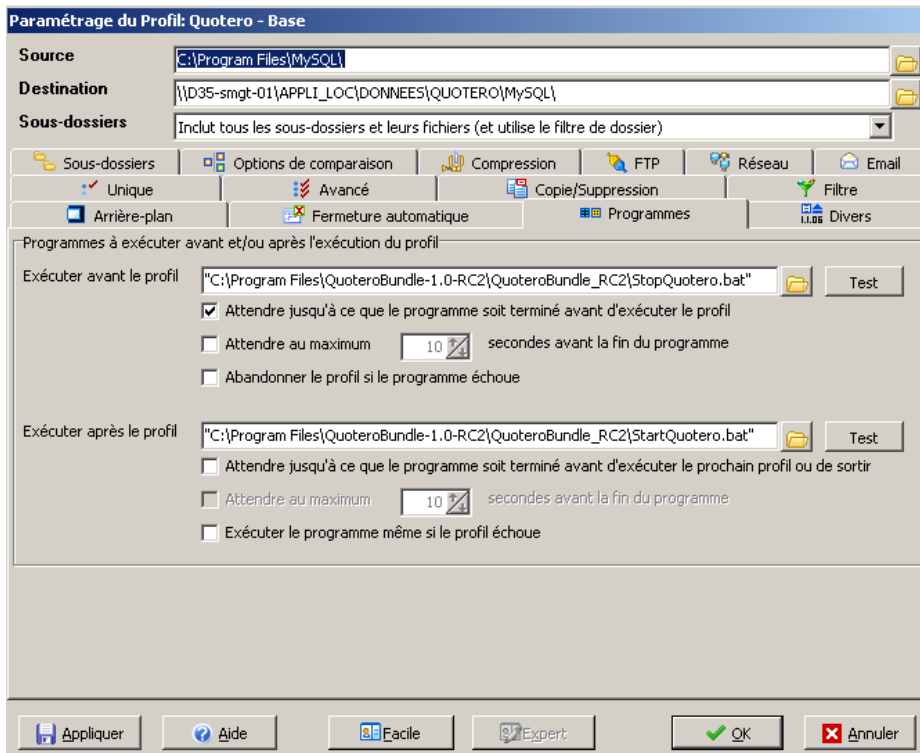 Paramétrage du Profil: Quotero - Base
Source C:\Program Files\MySQL\
Destination \\D35-smgt-01\APPLI_LOC\DONNEES\QUOTERO\MySQL\
Sous-dossiers Inclut tous les sous-dossiers et leurs fichiers (et utilise le filtre de dossier)
Sous-dossiers Options de comparaison Compression FTP Réseau Email
Unique Avancé Copie/Suppression Filtre
Arrière-plan Fermeture automatique Programmes Divers
Programmes à exécuter avant et/ou après l'exécution du profil
Exécuter avant le profil "C:\Program Files\QuoteroBundle-1.0-RC2\QuoteroBundle_RC2\StopQuotero.bat" Test
Attendre jusqu'à ce que le programme soit terminé avant d'exécuter le profil
Attendre au maximum 10 secondes avant la fin du programme
Abandonner le profil si le programme échoue
Exécuter après le profil "C:\Program Files\QuoteroBundle-1.0-RC2\QuoteroBundle_RC2\StartQuotero.bat" Test
Attendre jusqu'à ce que le programme soit terminé avant d'exécuter le prochain profil ou de sortir
Attendre au maximum 10 secondes avant la fin du programme
Exécuter le programme même si le profil échoue
Appliquer Aide Facile Expert OK Annuler